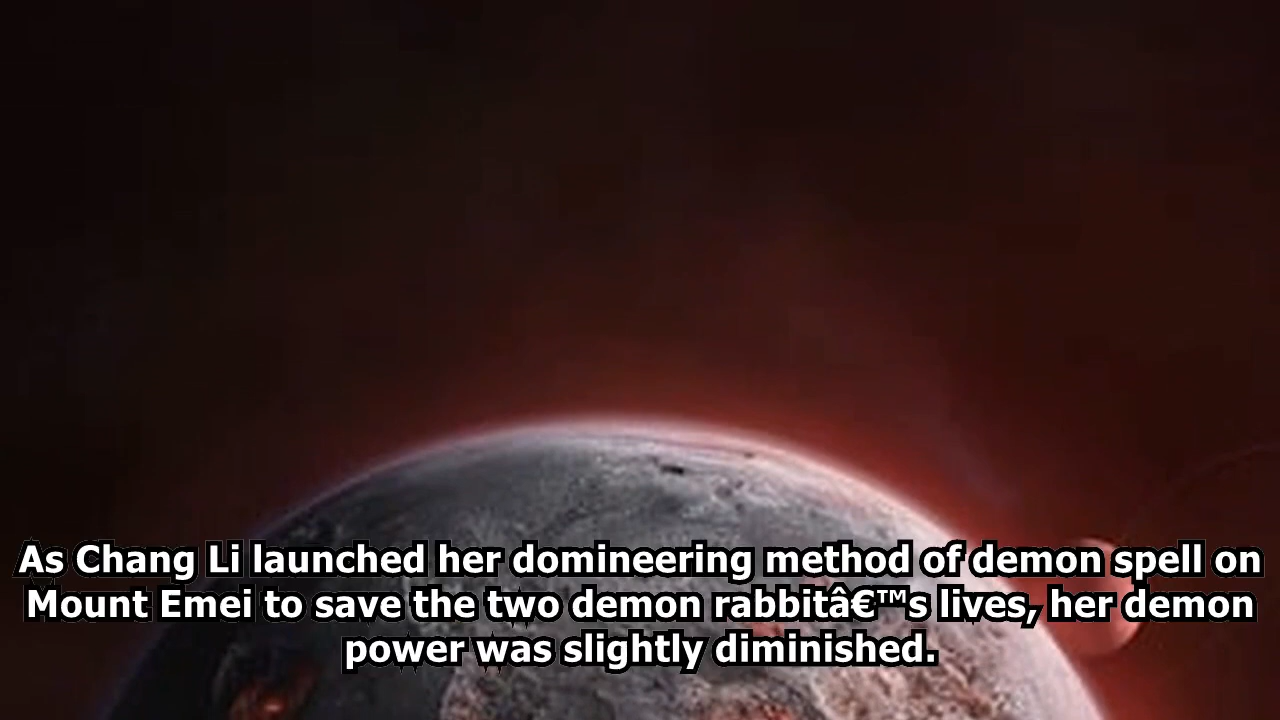 As Chang Li launched her domineering method of demon spell on
Mount Emei to save the two demon rabbitâ€™s lives, her demon
power was slightly diminished.